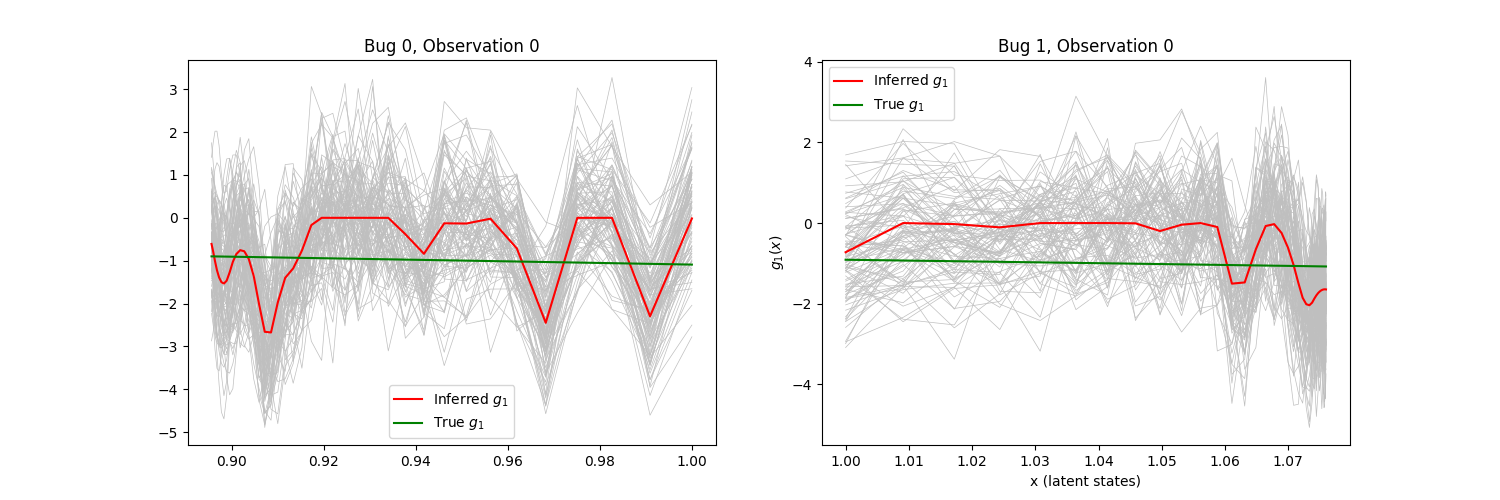 Bug 0, Observation 0
3
2
1
0
−1
−2
−3
−4
−5
Inferred g₁
True g₁
0.90 0.92 0.94 0.96 0.98 1.00
Bug 1, Observation 0
4
2
0
−2
−4
g₁(x)
Inferred g₁
True g₁
1.00 1.01 1.02 1.03 1.04 1.05 1.06 1.07
x (latent states)